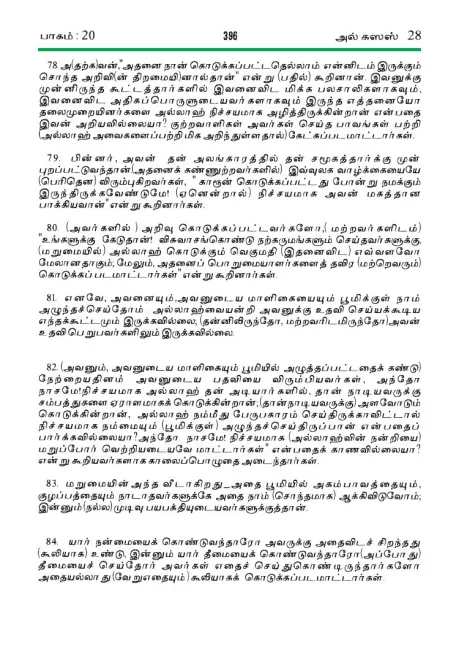 பாகம் : 20 396 அல் கஸஸ் 28
78. அ(தற்க)வன்,"அதனை நான் கொடுக்கப்பட்டதெல்லாம் என்னிடம் இருக்கும்
சொந்த அறிவி(ன் திறமையி)னால்தான்" என்று (பதில்) கூறினான். இவனுக்கு
முன்னிருந்த கூட்டத்தார்களில் இவனைவிட மிக்க பலசாலிகளாகவும்,
இவனைவிட அதிகப்பொருளுடையவர்களாகவும் இருந்த எத்தனையோ
தலைமுறையினர்களை அல்லாஹ் நிச்சயமாக அழித்திருக்கின்றான் என்பதை
இவன் அறியவில்லையா? குற்றவாளிகள் அவர்கள் செய்த பாவங்கள் பற்றி
(அல்லாஹ் அவைகளைப்பற்றி மிக அறிந்துள்ளதால்) கேட்கப்படமாட்டார்கள்.
79. பின்னர், அவன் தன் அலங்காரத்தில் தன் சமூகத்தார்க்கு முன்
புறப்பட்டுவந்தான்(அதனைக் கண்ணுற்றவர்களில்) இவ்வுலக வாழ்க்கையையே
(பெரிதென) விரும்புகிறவர்கள், "காரூன் கொடுக்கப்பட்டது போன்று நமக்கும்
இருந்திருக்கவேண்டுமே! (ஏனென்றால்) நிச்சயமாக அவன் மகத்தான
பாக்கியவான்" என்று கூறினார்கள்.
80. (அவர்களில்) அறிவு கொடுக்கப்பட்டவர்களோ,( மற்றவர்களிடம்)
"உங்களுக்கு கேடுதான்! விசுவாசங்கொண்டு நற்கருமங்களும் செய்தவர்களுக்கு,
(மறுமையில்) அல்லாஹ் கொடுக்கும் வெகுமதி (இதனைவிட) எவ்வளவோ
மேலானதாகும்; மேலும், அதனைப் பொறுமையாளர்களைத் தவிர (மற்றெவரும்)
கொடுக்கப் படமாட்டார்கள்" என்று கூறினார்கள்.
81. எனவே, அவனையும்,அவனுடைய மாளிகையையும் பூமிக்குள் நாம்
அழுந்தச்செய்தோம் அல்லாஹ்வையன்றி அவனுக்கு உதவி செய்யக்கூடிய
எந்தக்கூட்டமும் இருக்கவில்லை, (தன்னிலிருந்தோ, மற்றவரிடமிருந்தோ)அவன்
உதவி பெறுபவர்களிலும் இருக்கவில்லை.
82. (அவனும், அவனுடைய மாளிகையும் பூமியில் அழுத்தப்பட்டதைக் கண்டு)
நேற்றையதினம் அவனுடைய பதவியை விரும்பியவர்கள், அந்தோ
நாசமே!நிச்சயமாக அல்லாஹ் தன் அடியார்களில், தான் நாடியவருக்கு
சம்பத்துகளை ஏராளமாகக் கொடுக்கின்றான்; (தான்நாடியவருக்கு) அளவோடும்
கொடுக்கின்றான், அல்லாஹ் நம்மீது பேருபகாரம் செய்திருக்காவிட்டால்
நிச்சயமாக நம்மையும் (பூமிக்குள்) அழுந்தச்செய்திருப்பான் என்பதைப்
பார்க்கவில்லையா?அந்தோ நாசமே! நிச்சயமாக (அல்லாஹ்வின் நன்றியை)
மறுப்போர் வெற்றியடையவே மாட்டார்கள்" என்பதைக் காணவில்லையா?
என்று கூறியவர்களாக காலைப்பொழுதை அடைந்தார்கள்.
83. மறுமையின்அந்த வீடாகிறது_அதை பூமியில் அகம்பாவத்தையும்,
குழப்பத்தையும் நாடாதவர்களுக்கே அதை நாம் (சொந்தமாக) ஆக்கிவிடுவோம்;
இன்னும்(நல்ல)முடிவு பயபக்தியுடையவர்களுக்குத்தான்.
84. யார் நன்மையைக் கொண்டுவந்தாரோ அவருக்கு அதைவிடச் சிறந்தது
(கூலியாக) உண்டு, இன்னும் யார் தீமையைக் கொண்டுவந்தாரோ(அப்போது)
தீமையைச் செய்தோர் அவர்கள் எதைச் செய்துகொண்டிருந்தார்களோ
அதையல்லாது (வேறுஎதையும்) கூலியாகக் கொடுக்கப்படமாட்டார்கள்.